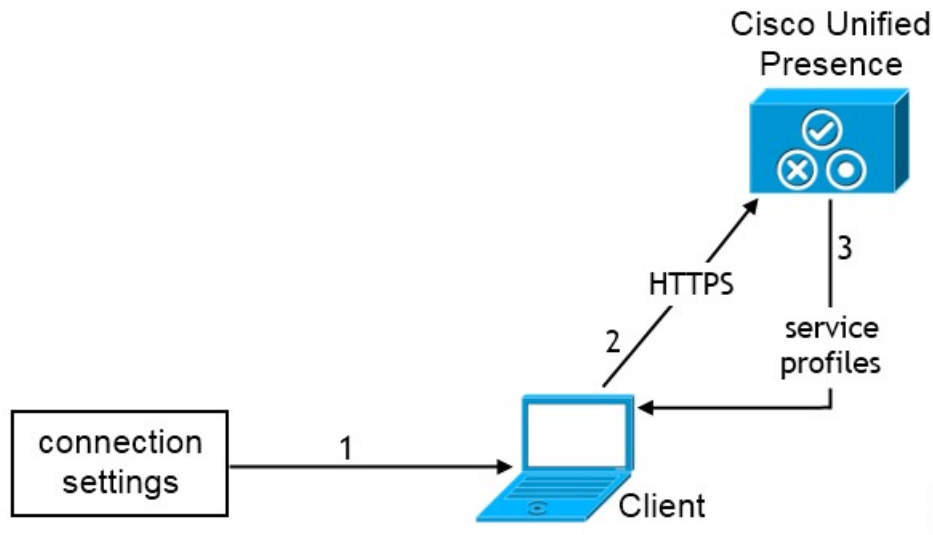 Cisco Unified
Presence
3
HTTPS
service
profiles
2
connection
settings
1
Client